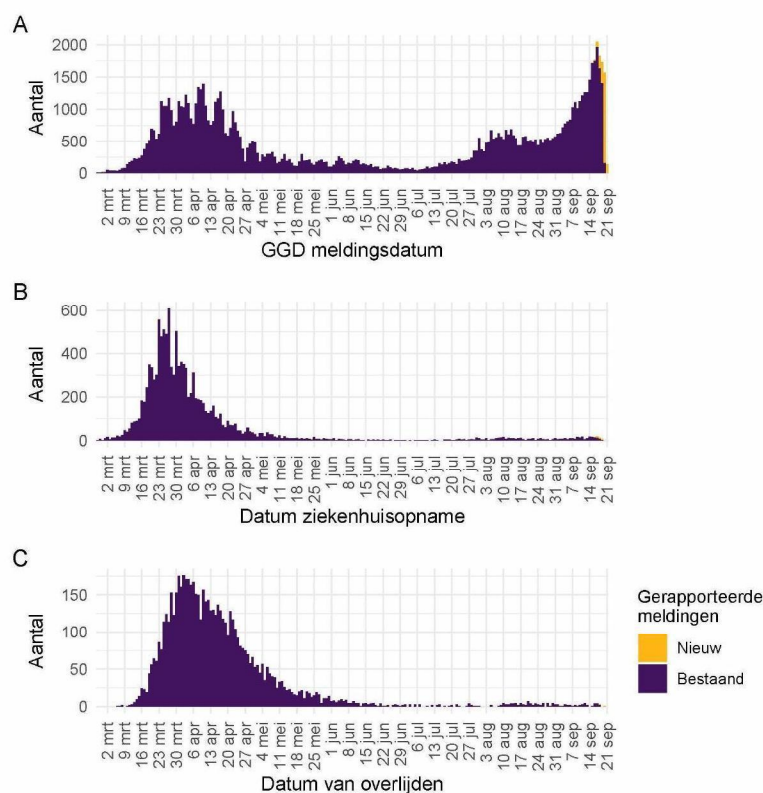 A
Aantal
2000
1500
1000
500
0
2 mrt
9 mrt
16 mrt
23 mrt
30 mrt
6 apr
13 apr
20 apr
27 apr
4 mei
11 mei
18 mei
25 mei
1 jun
8 jun
15 jun
22 jun
29 jun
6 jul
13 jul
20 jul
27 jul
3 aug
10 aug
17 aug
24 aug
31 aug
7 sep
14 sep
21 sep
GGD meldingsdatum
B
Aantal
600
400
200
0
2 mrt
9 mrt
16 mrt
23 mrt
30 mrt
6 apr
13 apr
20 apr
27 apr
4 mei
11 mei
18 mei
25 mei
1 jun
8 jun
15 jun
22 jun
29 jun
6 jul
13 jul
20 jul
27 jul
3 aug
10 aug
17 aug
24 aug
31 aug
7 sep
14 sep
21 sep
Datum ziekenhuisopname
C
Aantal
150
100
50
0
2 mrt
9 mrt
16 mrt
23 mrt
30 mrt
6 apr
13 apr
20 apr
27 apr
4 mei
11 mei
18 mei
25 mei
1 jun
8 jun
15 jun
22 jun
29 jun
6 jul
13 jul
20 jul
27 jul
3 aug
10 aug
17 aug
24 aug
31 aug
7 sep
14 sep
21 sep
Datum van overlijden
Gerapporteerde
meldingen
Nieuw
Bestaand